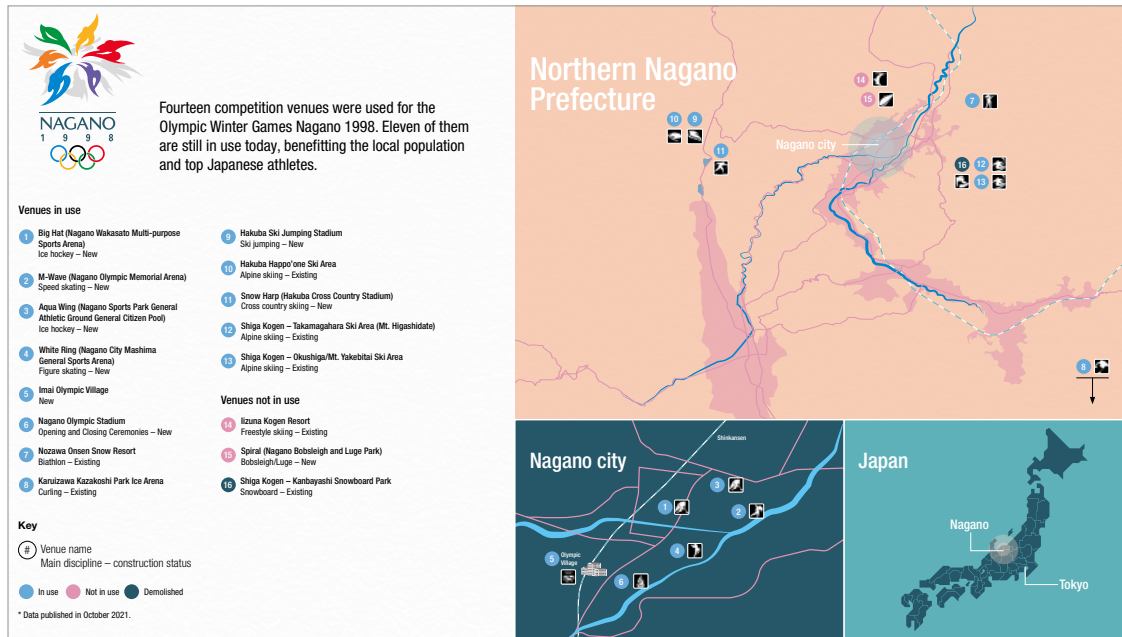 NAGANO
1 9 9 8
Fourteen competition venues were used for the
Olympic Winter Games Nagano 1998. Eleven of them
are still in use today, benefitting the local population
and top Japanese athletes.
Venues in use
1 Big Hat (Nagano Wakasato Multi-purpose
Sports Arena)
Ice hockey – New
2 M-Wave (Nagano Olympic Memorial Arena)
Speed skating – New
3 Aqua Wing (Nagano Sports Park General
Athletic Ground General Citizen Pool)
Ice hockey – New
4 White Ring (Nagano City Mashima
General Sports Arena)
Figure skating – New
5 Imai Olympic Village
New
6 Nagano Olympic Stadium
Opening and Closing Ceremonies – New
7 Nozawa Onsen Snow Resort
Biathlon – Existing
8 Karuizawa Kazakoshi Park Ice Arena
Curling – Existing
9 Hakuba Ski Jumping Stadium
Ski jumping – New
10 Hakuba Happo'one Ski Area
Alpine skiing – Existing
11 Snow Harp (Hakuba Cross Country Stadium)
Cross country skiing – New
12 Shiga Kogen – Takamagahara Ski Area (Mt. Higashidate)
Alpine skiing – Existing
13 Shiga Kogen – Okushiga/Mt. Yakebitai Ski Area
Alpine skiing – Existing
Venues not in use
14 Iizuna Kogen Resort
Freestyle skiing – Existing
15 Spiral (Nagano Bobsleigh and Luge Park)
Bobsleigh/Luge – New
16 Shiga Kogen – Kanbayashi Snowboard Park
Snowboard – Existing
Key
# Venue name
Main discipline – construction status
In use Not in use Demolished
* Data published in October 2021.
Northern Nagano
Prefecture
14
15
7
10 9
11
Nagano city
16 12
13
8
Nagano city
Shinkansen
3
1
2
4
5 Olympic
Village
6
Japan
Nagano
Tokyo